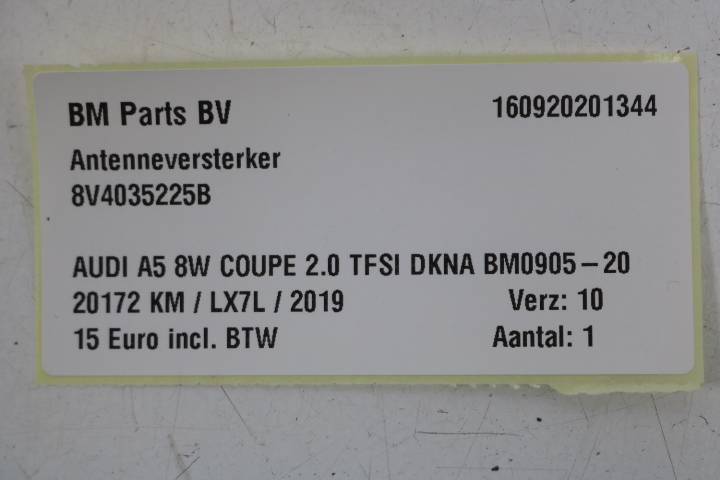 BM Parts BV 160920201344
Antenneversterker
8V4035225B
AUDI A5 8W COUPE 2.0 TFSI DKNA BM0905-20
20172 KM / LX7L / 2019 Verz: 10
15 Euro incl. BTW Aantal: 1